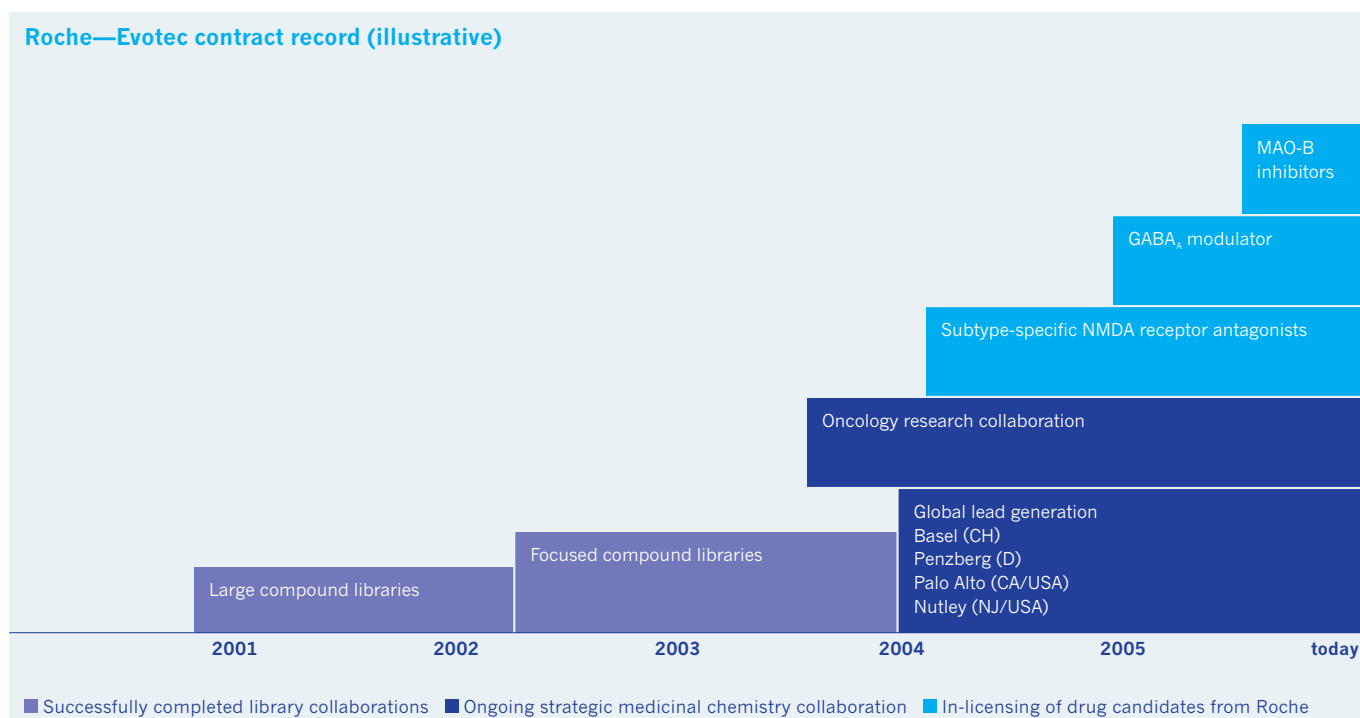 Roche—Evotec contract record (illustrative)
MAO-B
inhibitors
GABAA modulator
Subtype-specific NMDA receptor antagonists
Oncology research collaboration
Global lead generation
Basel (CH)
Penzberg (D)
Palo Alto (CA/USA)
Nutley (NJ/USA)
Focused compound libraries
Large compound libraries
2001 2002 2003 2004 2005 today
Successfully completed library collaborations Ongoing strategic medicinal chemistry collaboration In-licensing of drug candidates from Roche